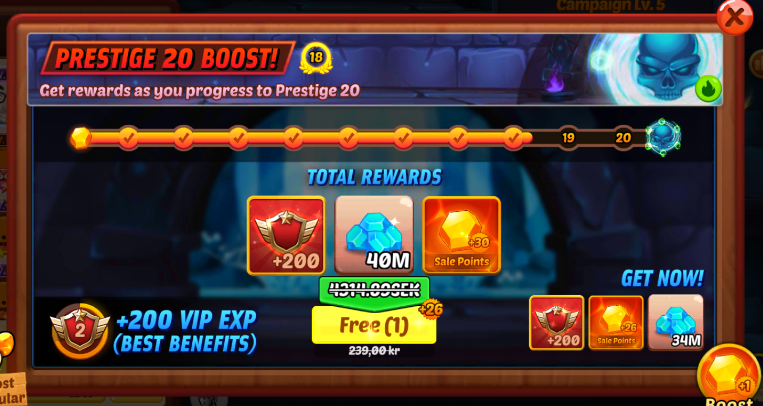 Campaign Lv. 5
PRESTIGE 20 BOOST!
18
Get rewards as you progress to Prestige 20
19
20
TOTAL REWARDS
+200
40M
+30
Sale Points
4314.89SEK
+26
Free (1)
239,00 kr
2
+200 VIP EXP
(BEST BENEFITS)
GET NOW!
+200
+26
Sale Points
34M
+1
Boost